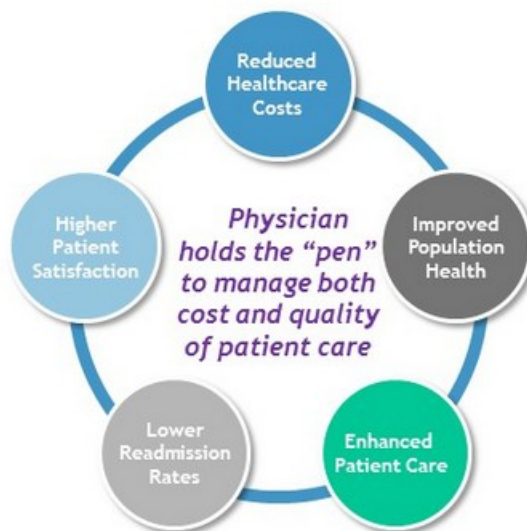 Reduced
Healthcare
Costs
Higher
Patient
Satisfaction
Physician
holds the “pen”
to manage both
cost and quality
of patient care
Improved
Population
Health
Lower
Readmission
Rates
Enhanced
Patient Care